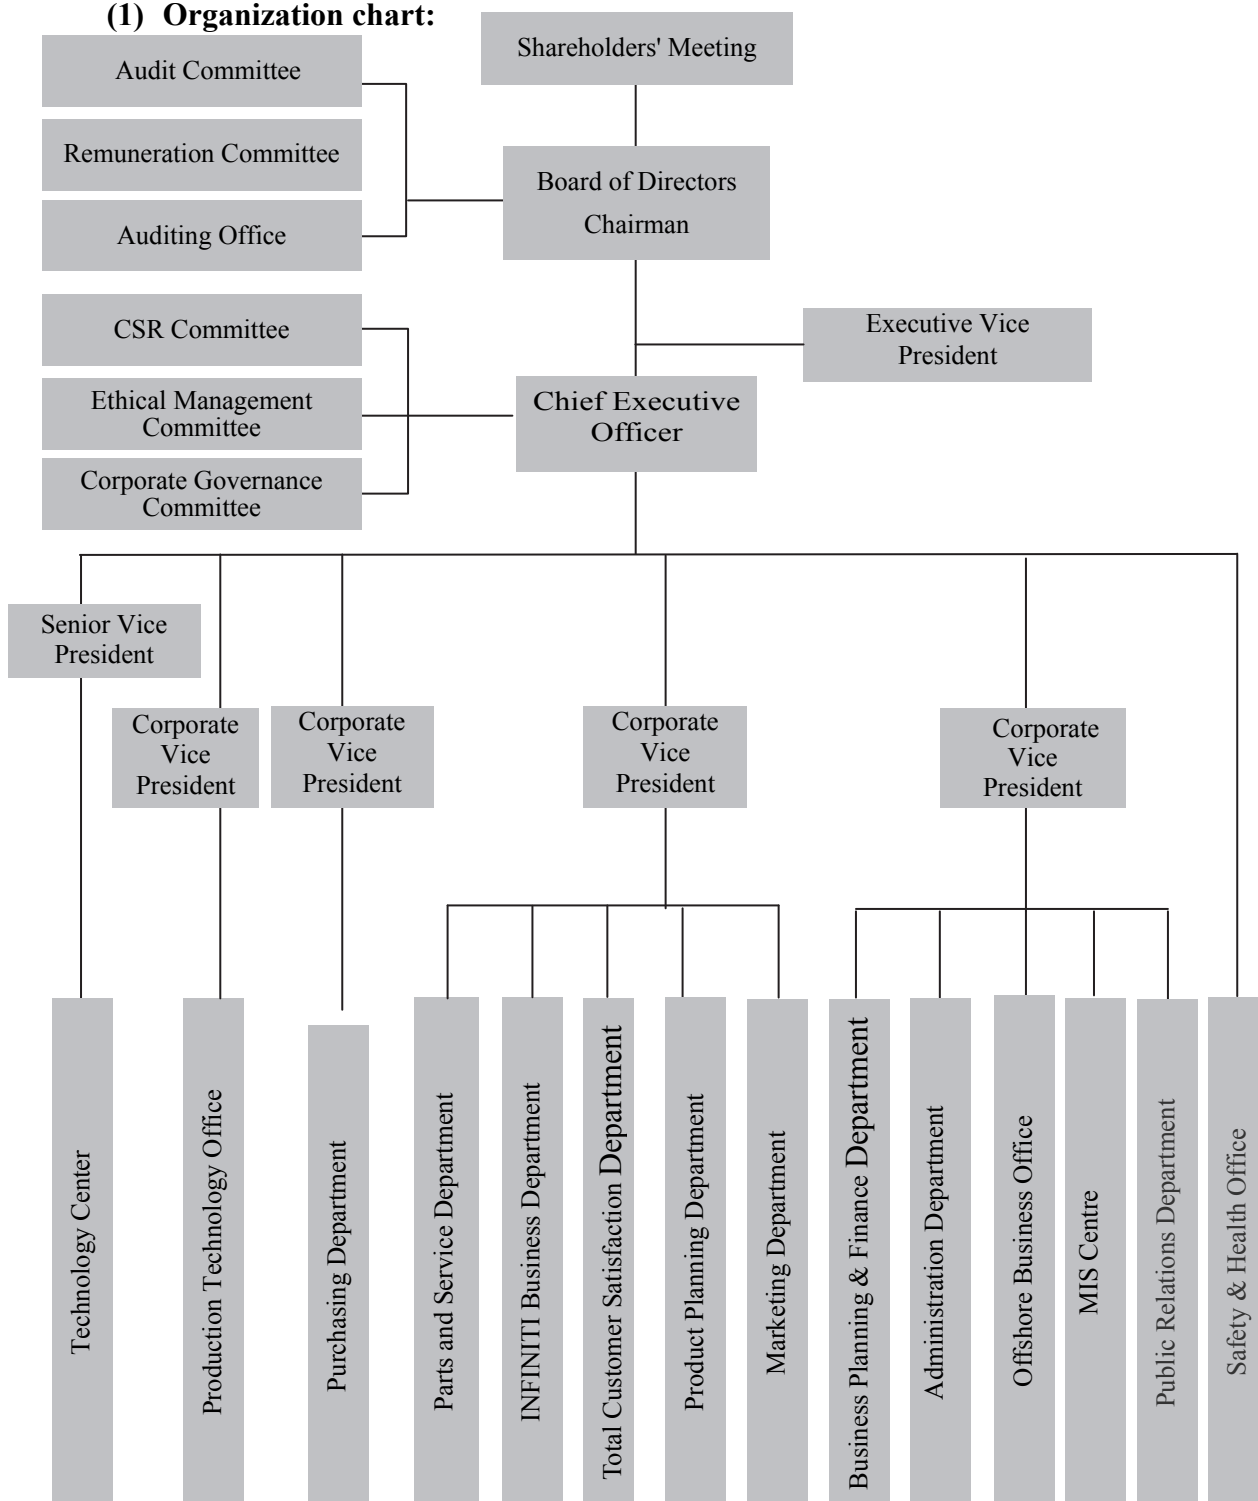 (1) Organization chart:
Shareholders' Meeting
Audit Committee
Remuneration Committee
Board of Directors
Chairman
Auditing Office
CSR Committee
Executive Vice
President
Ethical Management
Committee
Chief Executive
Officer
Corporate Governance
Committee
Senior Vice
President
Corporate
Vice
President
Corporate
Vice
President
Corporate
Vice
President
Corporate
Vice
President
Technology Center
Production Technology Office
Purchasing Department
Parts and Service Department
INFINITI Business Department
Total Customer Satisfaction Department
Product Planning Department
Marketing Department
Business Planning & Finance Department
Administration Department
Offshore Business Office
MIS Centre
Public Relations Department
Safety & Health Office